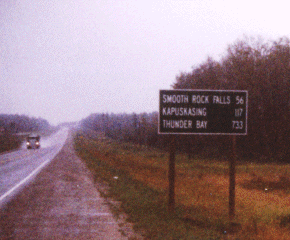 SMOOTH ROCK FALLS 56
KAPUSKASING 117
THUNDER BAY 733